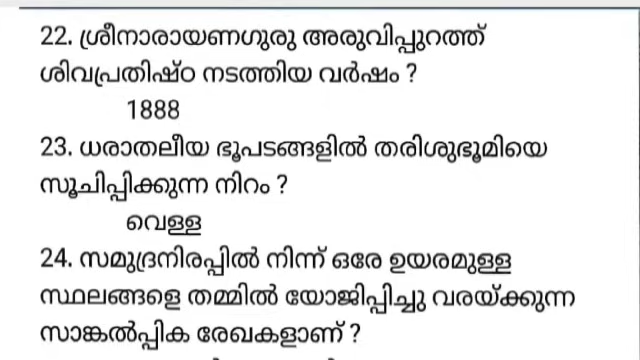 22. ശ്രീനാരായണഗുരു അരുവിപ്പുറത്ത്
ശിവപ്രതിഷ്ഠ നടത്തിയ വർഷം ?
1888
23. ധരാതലീയ ഭൂപടങ്ങളിൽ തരിശുഭൂമിയെ
സൂചിപ്പിക്കുന്ന നിറം ?
വെള്ള
24. സമുദ്രനിരപ്പിൽ നിന്ന് ഒരേ ഉയരമുള്ള
സ്ഥലങ്ങളെ തമ്മിൽ യോജിപ്പിച്ചു വരയ്ക്കുന്ന
സാങ്കൽപ്പിക രേഖകളാണ് ?